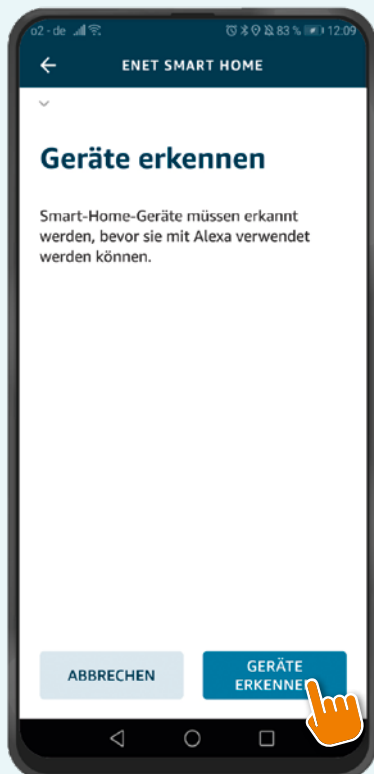 o2 - de 83 % 12:09
ENET SMART HOME
Geräte erkennen
Smart-Home-Geräte müssen erkannt
werden, bevor sie mit Alexa verwendet
werden können.
ABBRECHEN
GERÄTE
ERKENNEN